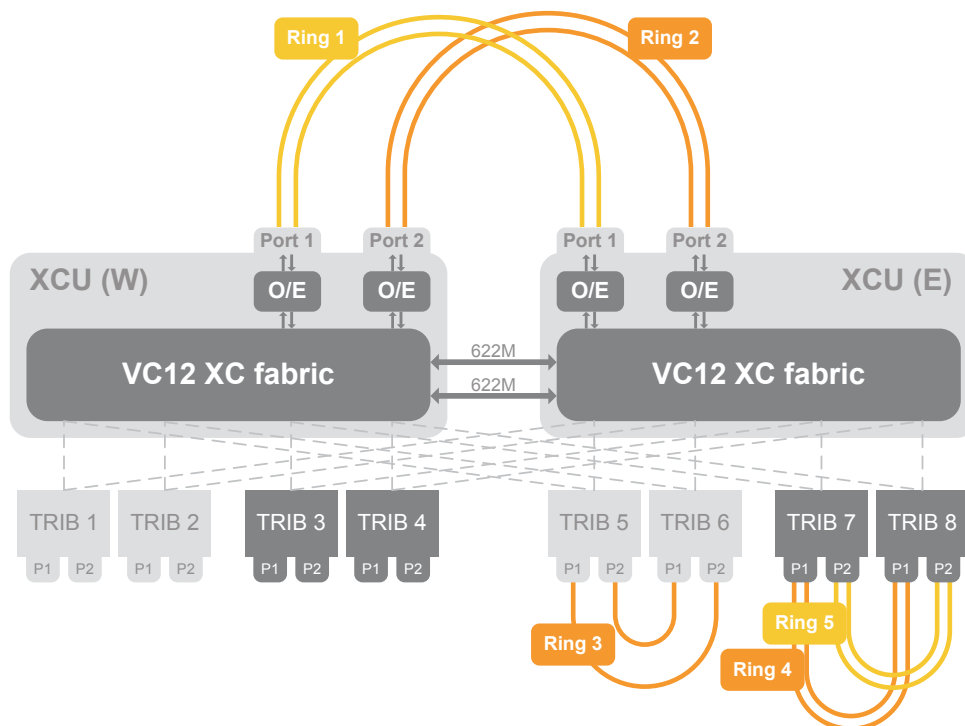 Ring 1
Ring 2
Port 1
Port 2
Port 1
Port 2
XCU (W)
O/E
O/E
O/E
O/E
XCU (E)
VC12 XC fabric
622M
622M
VC12 XC fabric
TRIB 1
TRIB 2
TRIB 3
TRIB 4
TRIB 5
TRIB 6
TRIB 7
TRIB 8
P1
P2
P1
P2
P1
P2
P1
P2
P1
P2
P1
P2
P1
P2
P1
P2
Ring 5
Ring 3
Ring 4